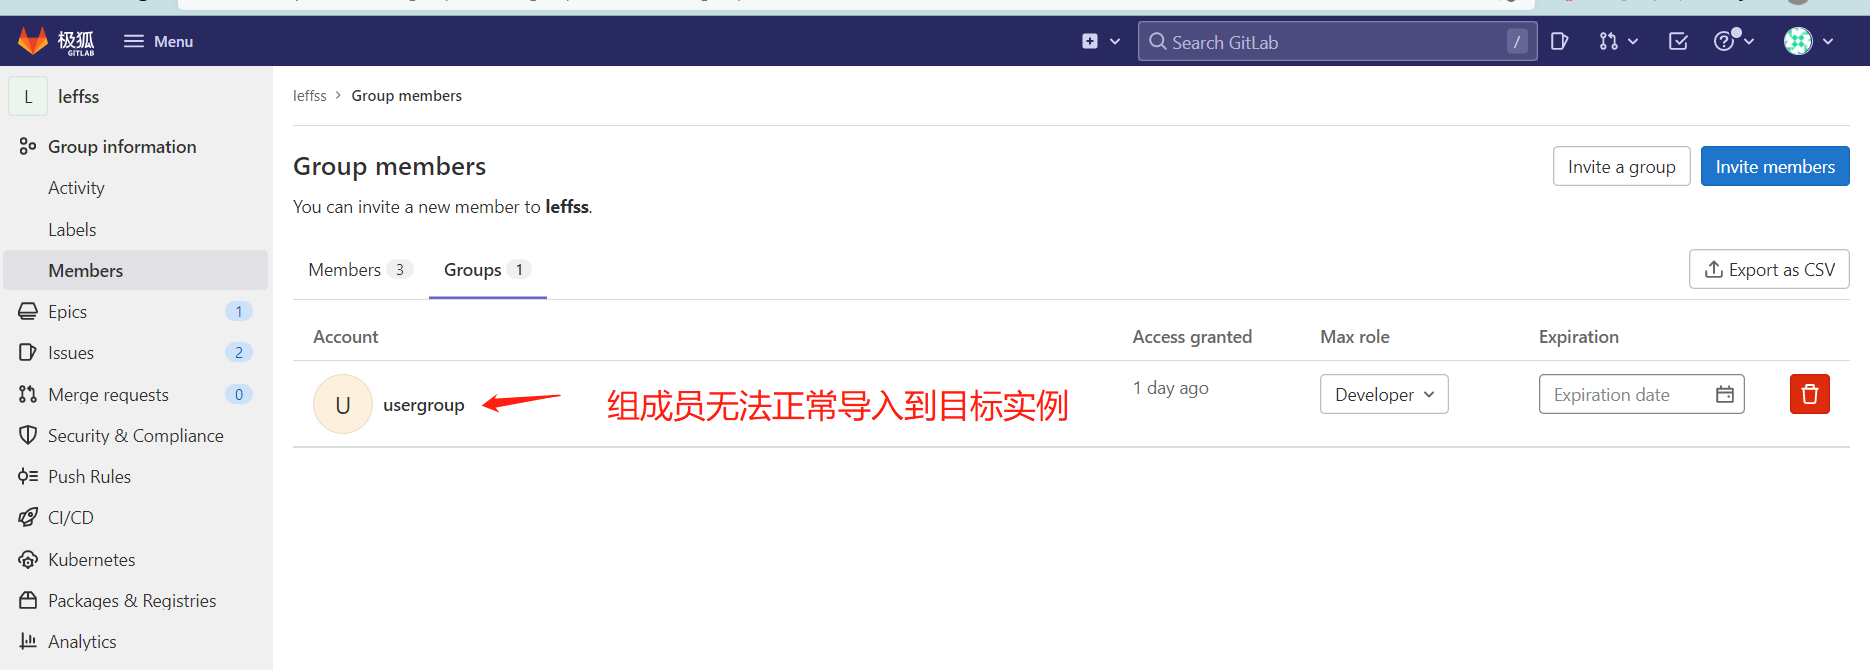 极狐
GITLAB
Menu
Search GitLab
/
L
leffss
Group information
Activity
Labels
Members
Epics
1
Issues
2
Merge requests
0
Security & Compliance
Push Rules
CI/CD
Kubernetes
Packages & Registries
Analytics
leffss > Group members
Group members
Invite a group
Invite members
You can invite a new member to leffss.
Members 3
Groups 1
Export as CSV
Account
Access granted
Max role
Expiration
U
usergroup
组成员无法正常导入到目标实例
1 day ago
Developer
Expiration date